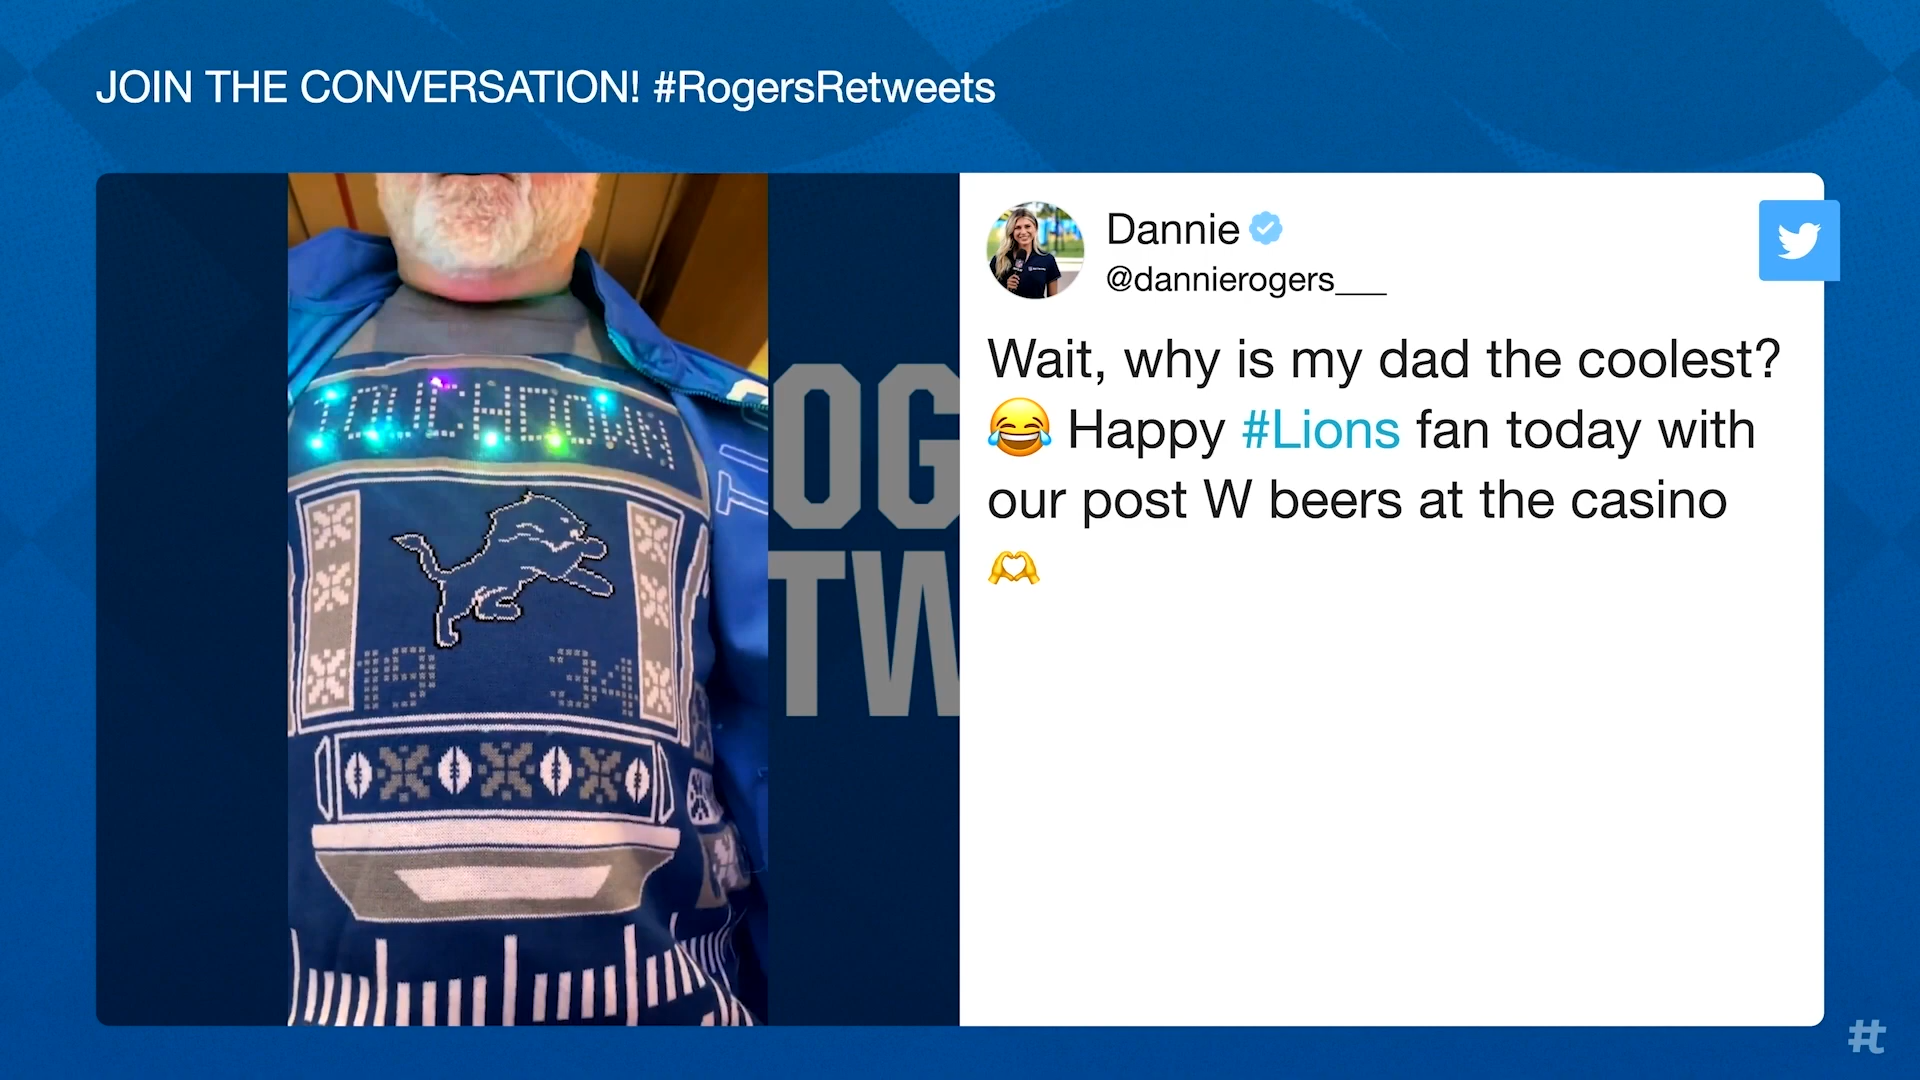 JOIN THE CONVERSATION! #RogersRetweets
TOUCHDOWN
19 34
OG
TW
Dannie
@dannierogers___
Wait, why is my dad the coolest?
😂 Happy #Lions fan today with
our post W beers at the casino
🫶